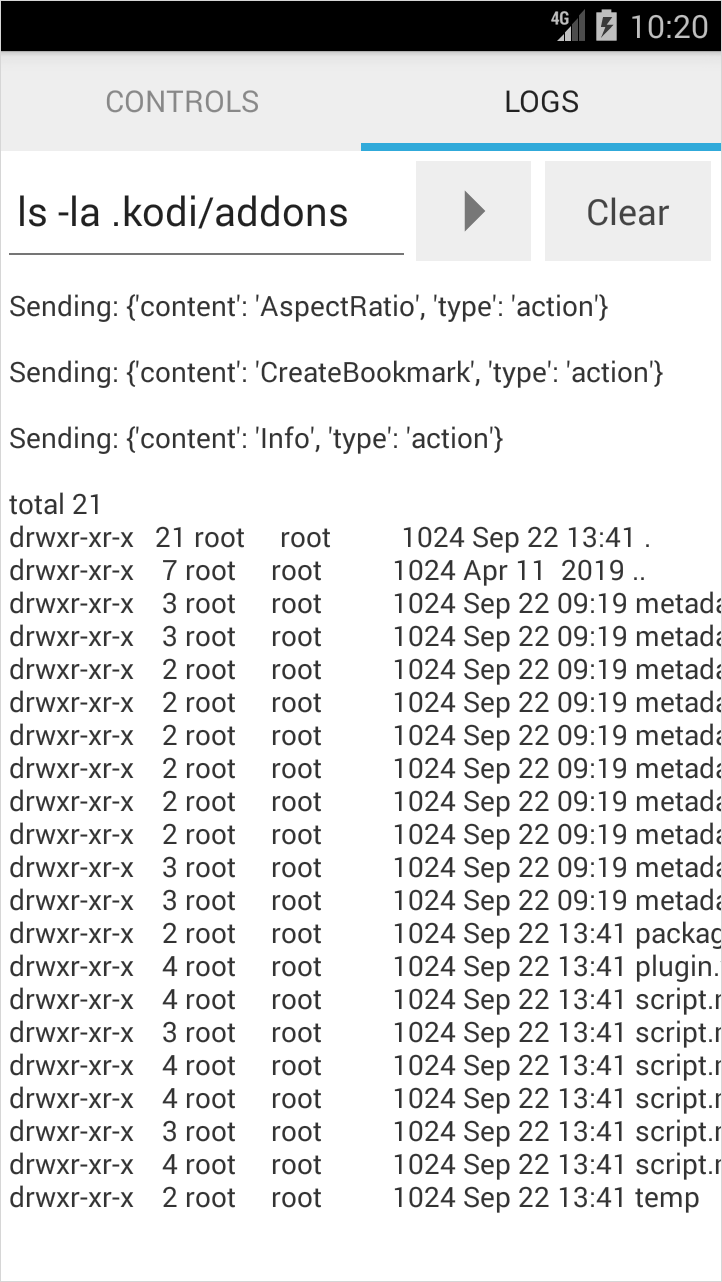 4G 10:20
CONTROLS LOGS
ls -la .kodi/addons Clear
Sending: {'content': 'AspectRatio', 'type': 'action'}
Sending: {'content': 'CreateBookmark', 'type': 'action'}
Sending: {'content': 'Info', 'type': 'action'}
total 21
drwxr-xr-x 21 root root 1024 Sep 22 13:41 .
drwxr-xr-x 7 root root 1024 Apr 11 2019 ..
drwxr-xr-x 3 root root 1024 Sep 22 09:19 metada
drwxr-xr-x 3 root root 1024 Sep 22 09:19 metada
drwxr-xr-x 2 root root 1024 Sep 22 09:19 metada
drwxr-xr-x 2 root root 1024 Sep 22 09:19 metada
drwxr-xr-x 2 root root 1024 Sep 22 09:19 metada
drwxr-xr-x 2 root root 1024 Sep 22 09:19 metada
drwxr-xr-x 2 root root 1024 Sep 22 09:19 metada
drwxr-xr-x 2 root root 1024 Sep 22 09:19 metada
drwxr-xr-x 3 root root 1024 Sep 22 09:19 metada
drwxr-xr-x 3 root root 1024 Sep 22 09:19 metada
drwxr-xr-x 2 root root 1024 Sep 22 13:41 packag
drwxr-xr-x 4 root root 1024 Sep 22 13:41 plugin.
drwxr-xr-x 4 root root 1024 Sep 22 13:41 script.m
drwxr-xr-x 3 root root 1024 Sep 22 13:41 script.m
drwxr-xr-x 4 root root 1024 Sep 22 13:41 script.m
drwxr-xr-x 4 root root 1024 Sep 22 13:41 script.m
drwxr-xr-x 3 root root 1024 Sep 22 13:41 script.m
drwxr-xr-x 4 root root 1024 Sep 22 13:41 script.m
drwxr-xr-x 2 root root 1024 Sep 22 13:41 temp